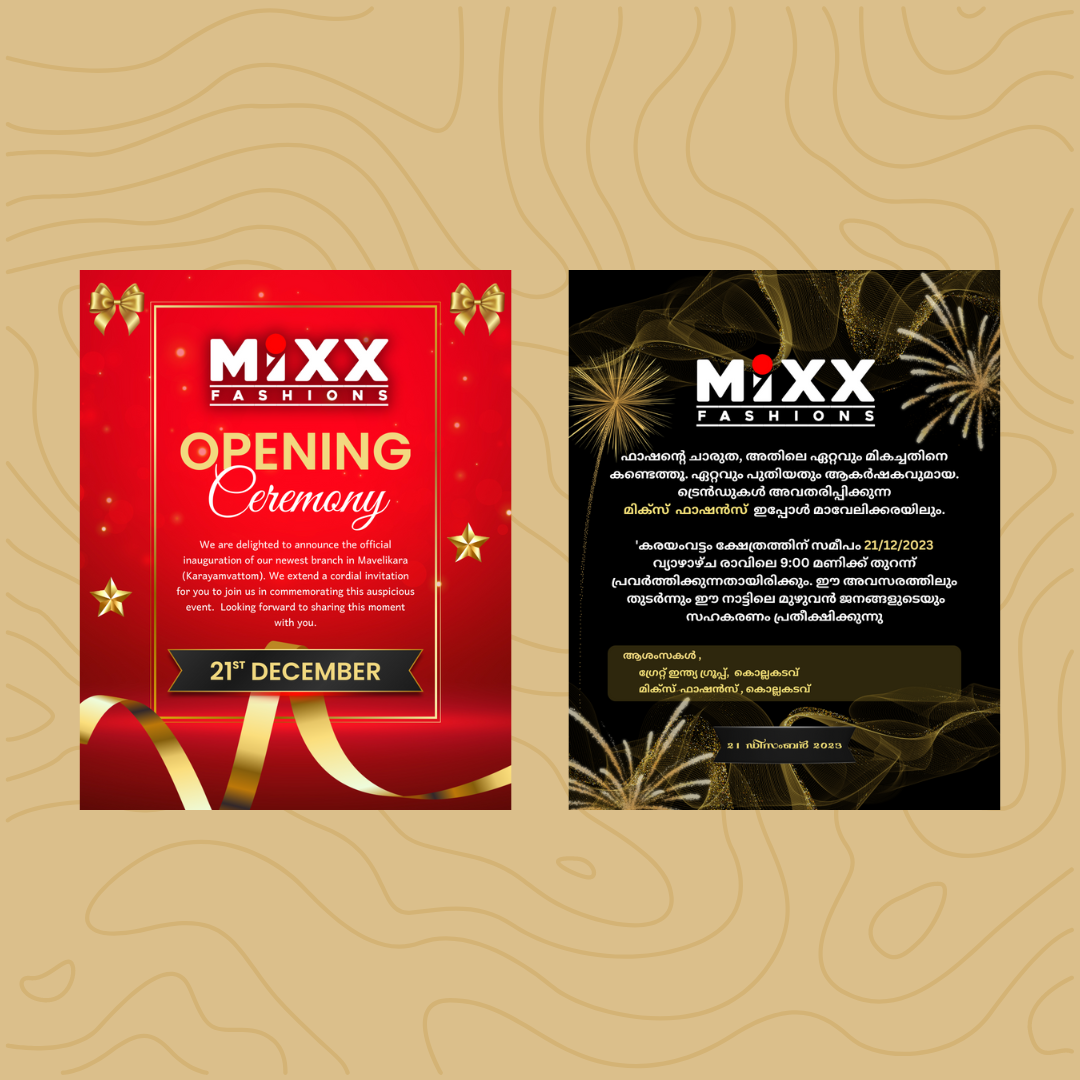 MiXX
FASHIONS
OPENING
Ceremony
We are delighted to announce the official
inauguration of our newest branch in Mavelikara
(Karayamvattom). We extend a cordial invitation
for you to join us in commemorating this auspicious
event. Looking forward to sharing this moment
with you.
21ST DECEMBER
MiXX
FASHIONS
ഫാഷന്റെ ചാരുത, അതിലെ ഏറ്റവും മികച്ചതിനെ
കണ്ടെത്തൂ. ഏറ്റവും പുതിയതും ആകർഷകവുമായ.
ട്രെൻഡുകൾ അവതരിപ്പിക്കുന്ന
മിക്സ് ഫാഷൻസ് ഇപ്പോൾ മാവേലിക്കരയിലും.
'കരയംവട്ടം ക്ഷേത്രത്തിന് സമീപം 21/12/2023
വ്യാഴാഴ്ച രാവിലെ 9:00 മണിക്ക് തുറന്ന്
പ്രവർത്തിക്കുന്നതായിരിക്കും. ഈ അവസരത്തിലും
തുടർന്നും ഈ നാട്ടിലെ മുഴുവൻ ജനങ്ങളുടെയും
സഹകരണം പ്രതീക്ഷിക്കുന്നു
ആശംസകൾ ,
ഗ്രേറ്റ് ഇന്ത്യ ഗ്രൂപ്പ്, കൊല്ലകടവ്
മിക്സ് ഫാഷൻസ് , കൊല്ലകടവ്
21 ഡിസംബർ 2023